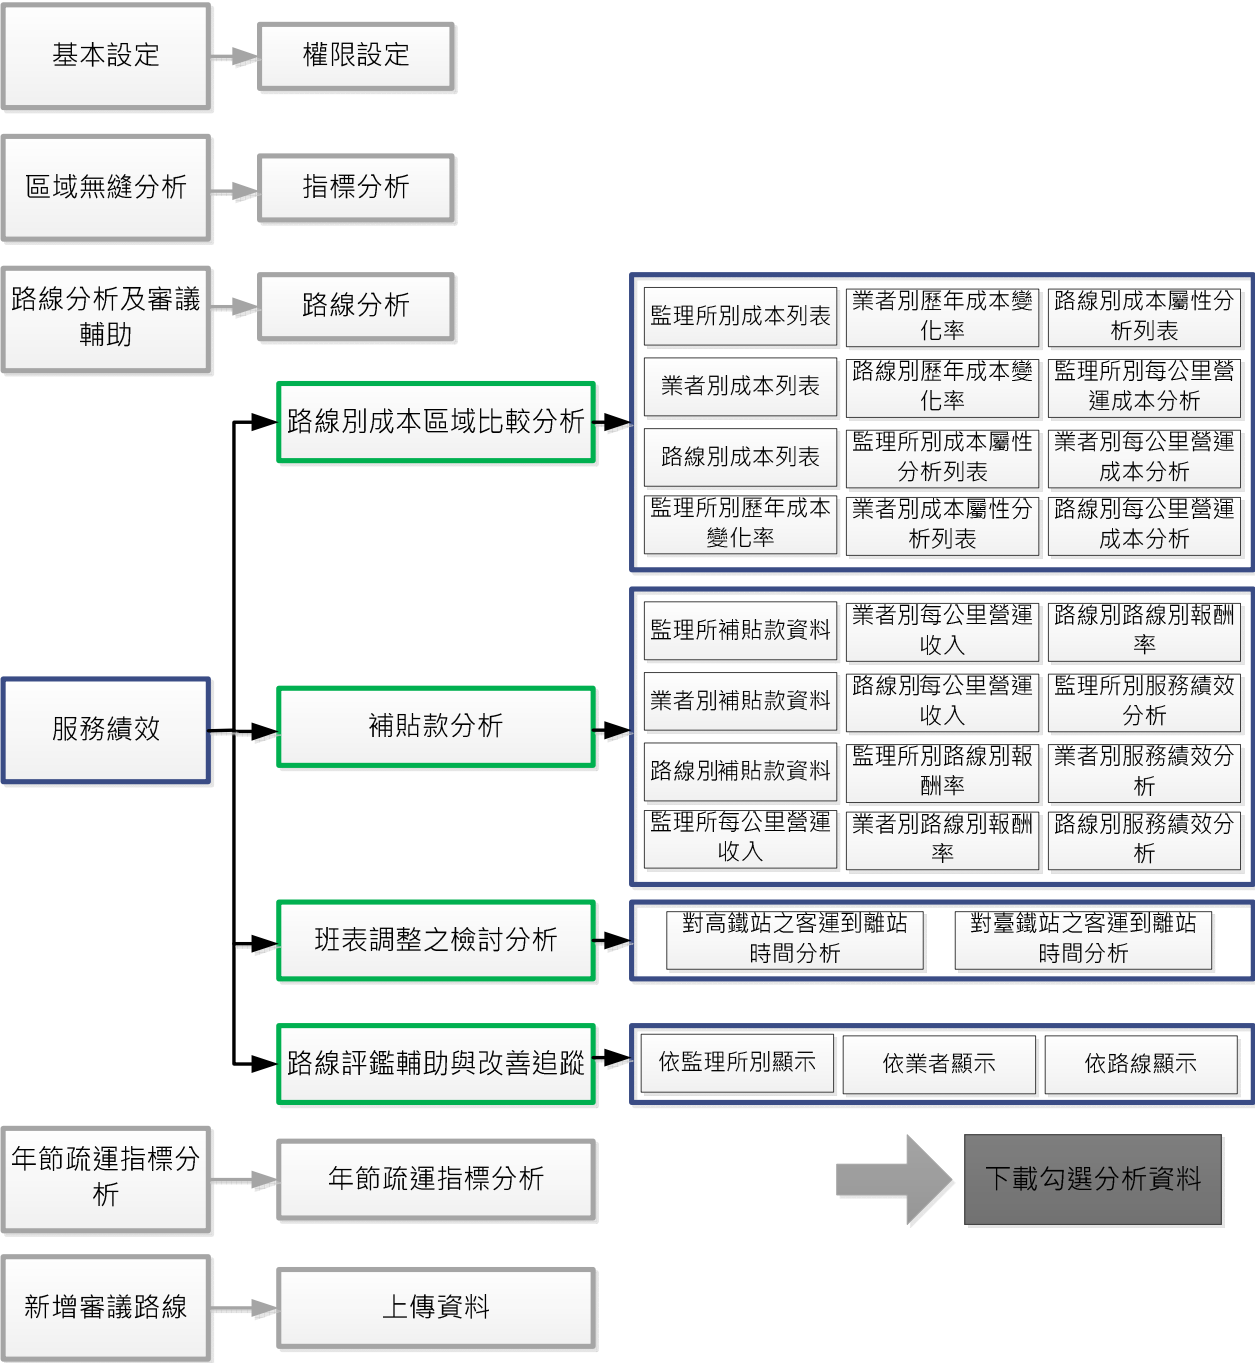 基本設定
權限設定
區域無縫分析
指標分析
路線分析及審議
輔助
路線分析
服務績效
路線別成本區域比較分析
監理所別成本列表
業者別歷年成本變
化率
路線別成本屬性分
析列表
業者別成本列表
路線別歷年成本變
化率
監理所別每公里營
運成本分析
路線別成本列表
監理所別成本屬性
分析列表
業者別每公里營運
成本分析
監理所別歷年成本
變化率
業者別成本屬性分
析列表
路線別每公里營運
成本分析
補貼款分析
監理所補貼款資料
業者別每公里營運
收入
路線別路線別報酬
率
業者別補貼款資料
路線別每公里營運
收入
監理所別服務績效
分析
路線別補貼款資料
監理所別路線別報
酬率
業者別服務績效分
析
監理所每公里營運
收入
業者別路線別報酬
率
路線別服務績效分
析
班表調整之檢討分析
對高鐵站之客運到離站
時間分析
對臺鐵站之客運到離站
時間分析
路線評鑑輔助與改善追蹤
依監理所別顯示
依業者顯示
依路線顯示
年節疏運指標分
析
年節疏運指標分析
下載勾選分析資料
新增審議路線
上傳資料